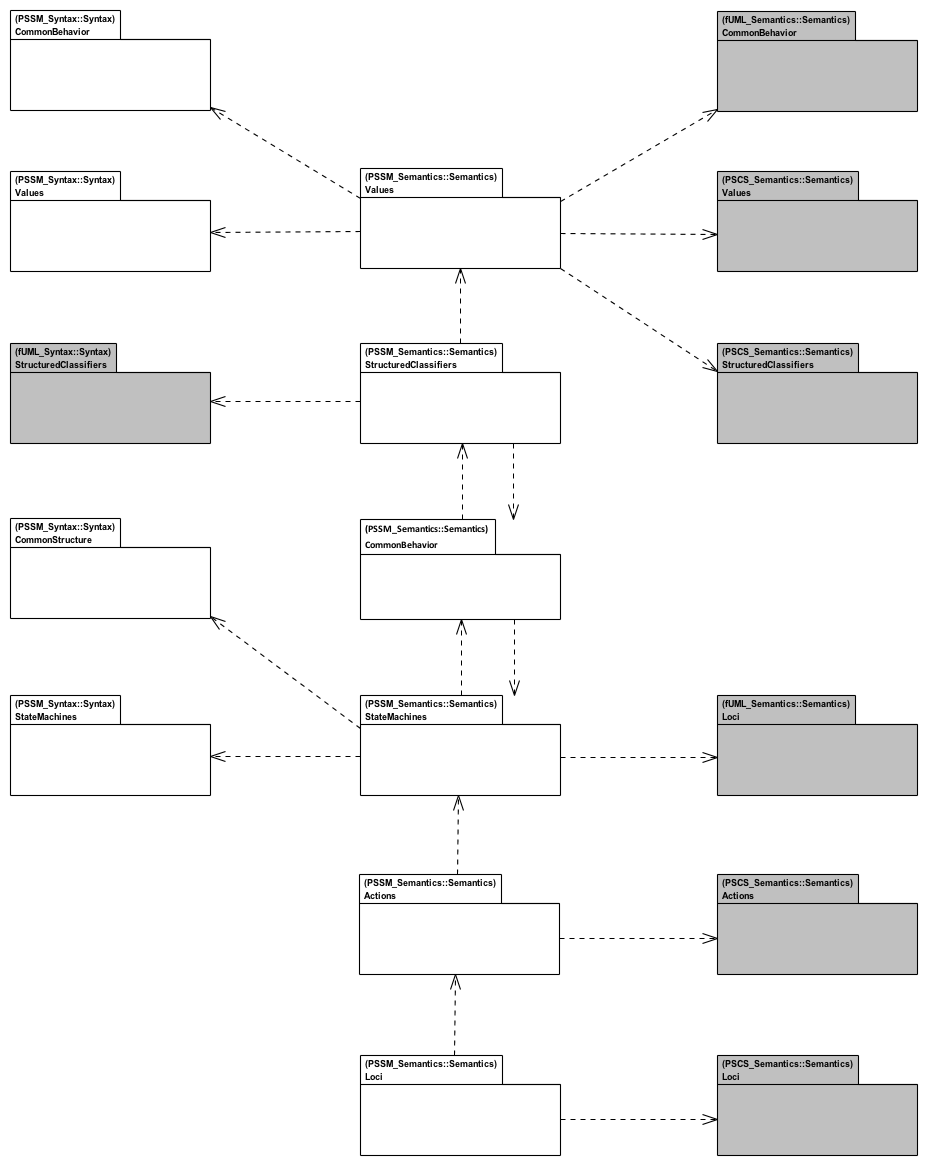 (PSSM_Syntax::Syntax)
CommonBehavior
(fUML_Semantics::Semantics)
CommonBehavior
(PSSM_Syntax::Syntax)
Values
(PSSM_Semantics::Semantics)
Values
(PSCS_Semantics::Semantics)
Values
(fUML_Syntax::Syntax)
StructuredClassifiers
(PSSM_Semantics::Semantics)
StructuredClassifiers
(PSCS_Semantics::Semantics)
StructuredClassifiers
(PSSM_Syntax::Syntax)
CommonStructure
(PSSM_Semantics::Semantics)
CommonBehavior
(PSSM_Syntax::Syntax)
StateMachines
(PSSM_Semantics::Semantics)
StateMachines
(fUML_Semantics::Semantics)
Loci
(PSSM_Semantics::Semantics)
Actions
(PSCS_Semantics::Semantics)
Actions
(PSSM_Semantics::Semantics)
Loci
(PSCS_Semantics::Semantics)
Loci